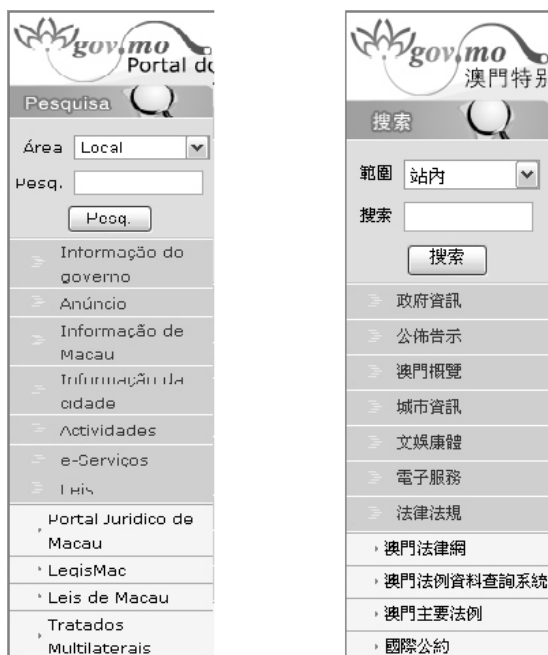 gov.mo
Portal do
Pesquisa
Área
Local
Pesq.
Pesq.
Informação do
governo
Anúncio
Informação de
Macau
Informação da
cidade
Actividades
e-Serviços
Leis
Portal Juridico de
Macau
LegisMac
Leis de Macau
Tratados
Multilaterais
gov.mo
澳門特別
搜索
範圍
站內
搜索
搜索
政府資訊
公佈告示
澳門概覽
城市資訊
文娛康體
電子服務
法律法規
澳門法律網
澳門法例資料查詢系統
澳門主要法例
國際公約